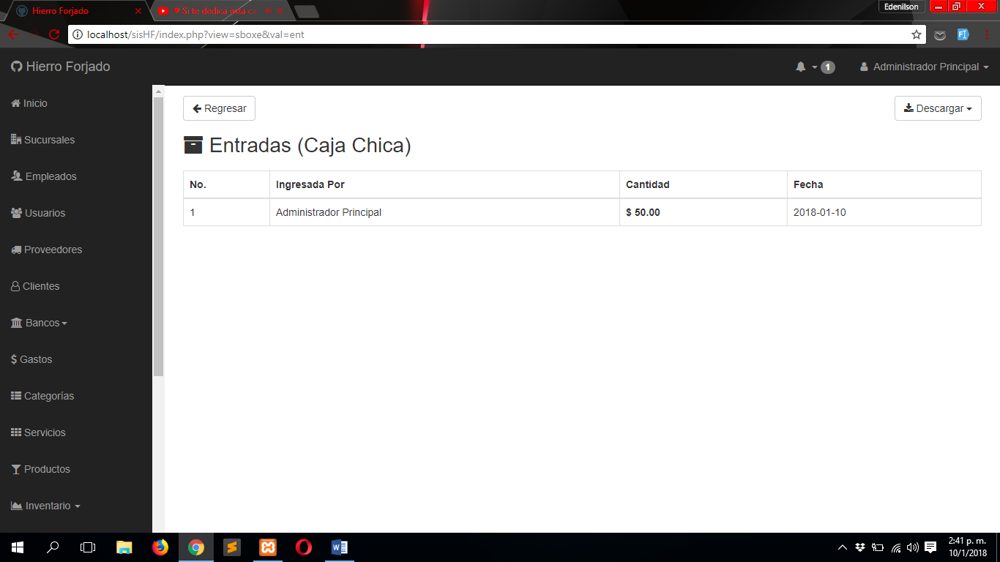 Hierro Forjado
♥ Si te dedica esta ca
Edenilson
localhost/sisHF/index.php?view=sboxe&val=ent
Hierro Forjado
1
Administrador Principal
Inicio
Sucursales
Empleados
Usuarios
Proveedores
Clientes
Bancos
$ Gastos
Categorías
Servicios
Productos
Inventario
Regresar
Descargar
Entradas (Caja Chica)
No. Ingresada Por Cantidad Fecha
1 Administrador Principal $ 50.00 2018-01-10
2:41 p. m.
10/1/2018